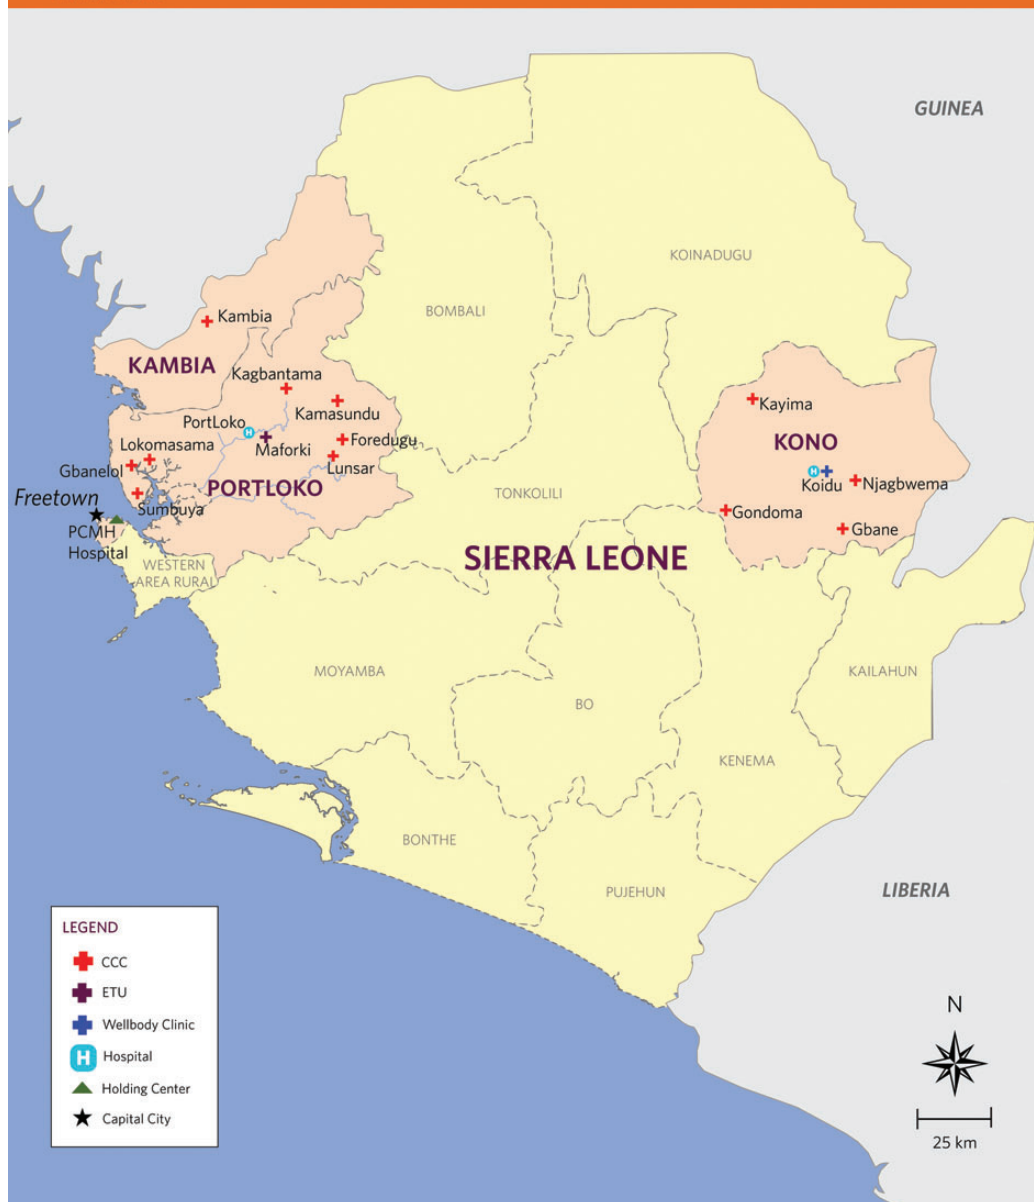 GUINEA
KOINADUGU
BOMBALI
Kambia
KAMBIA
Kagbantama
Kamasundu
PortLoko
H
Maforki
Foredugu
Lokomasama
Lunsar
Gbanelol
PORTLOKO
Sumbuya
Freetown
PCMH
Hospital
WESTERN
AREA RURAL
TONKOLILI
Kayima
KONO
H
Koidu
Njagbwema
Gondoma
Gbane
SIERRA LEONE
MOYAMBA
BO
KAILAHUN
KENEMA
BONTHE
PUJEHUN
LIBERIA
LEGEND
CCC
ETU
Wellbody Clinic
H Hospital
Holding Center
Capital City
N
25 km